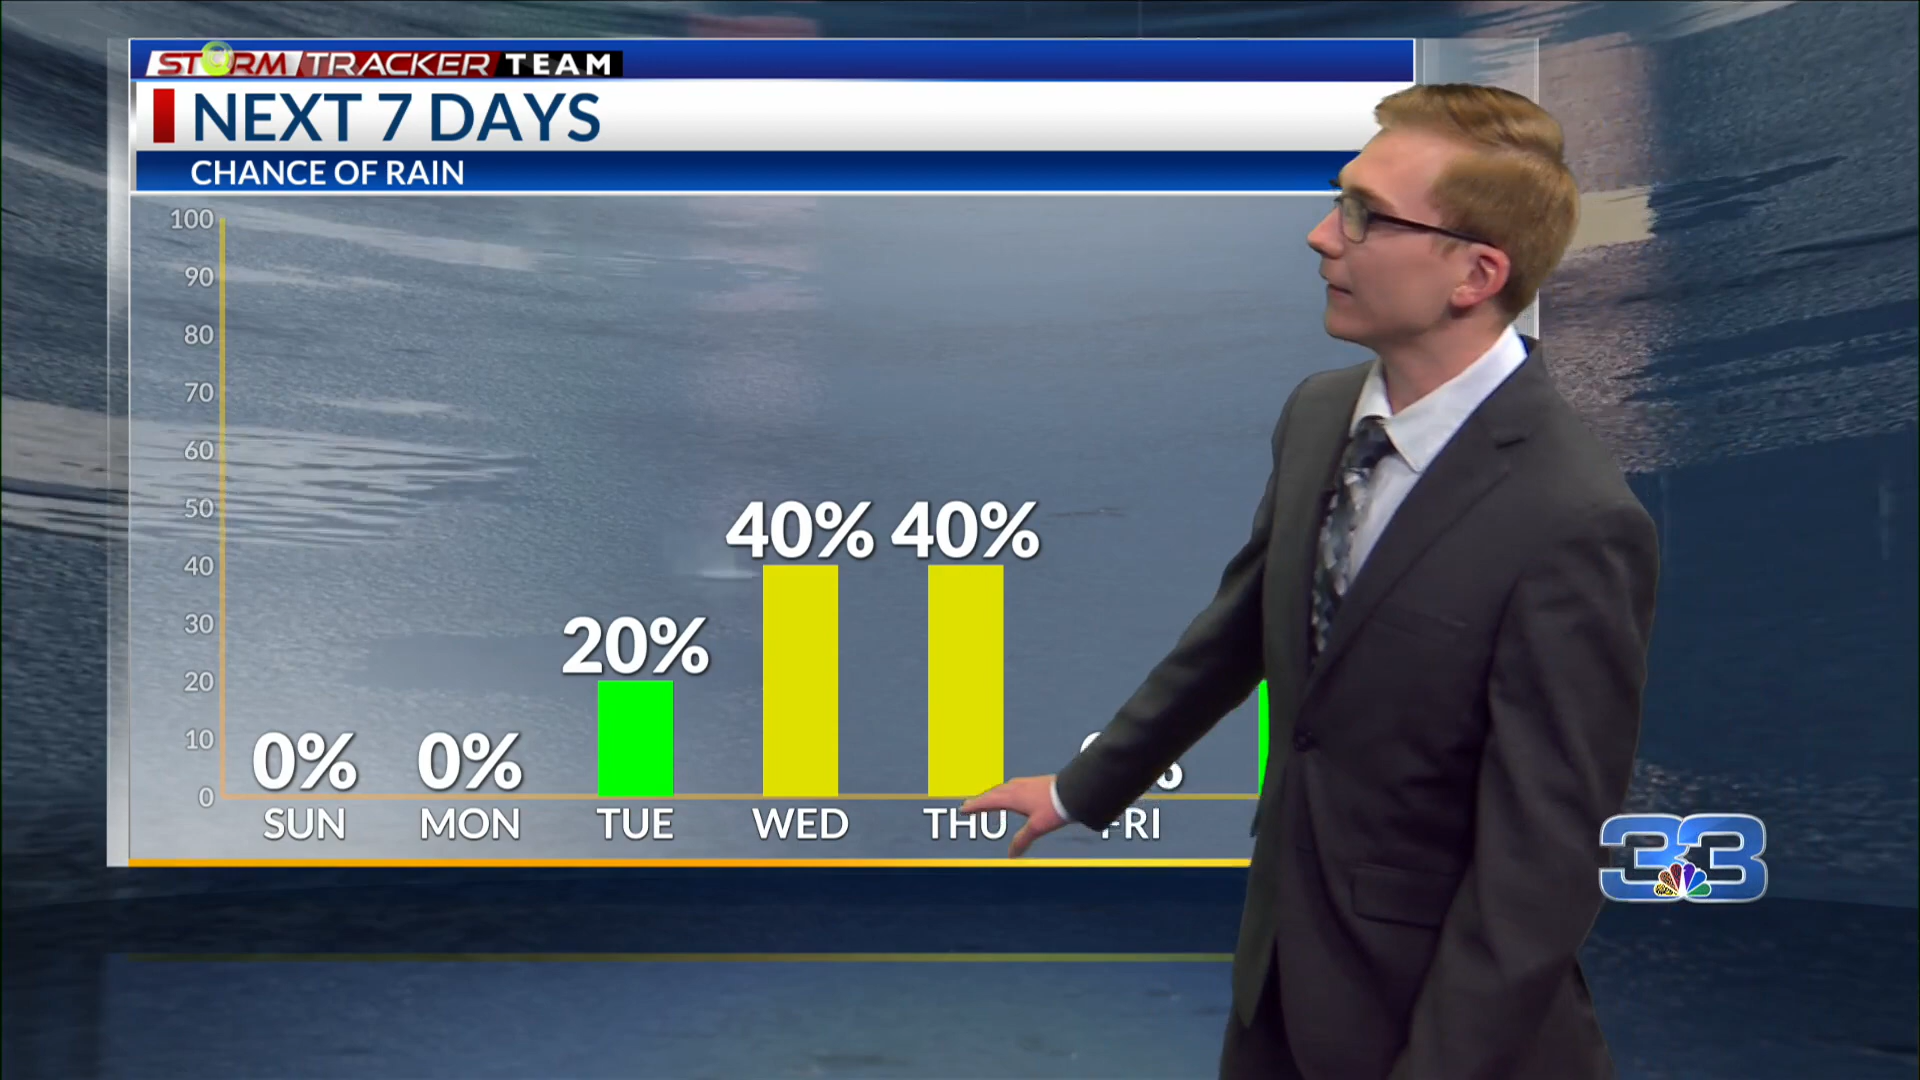 STORM TRACKER TEAM
NEXT 7 DAYS
CHANCE OF RAIN
100
90
80
70
60
50
40
30
20
10
0
0% 0% 20% 40% 40%
SUN MON TUE WED THU FRI
33